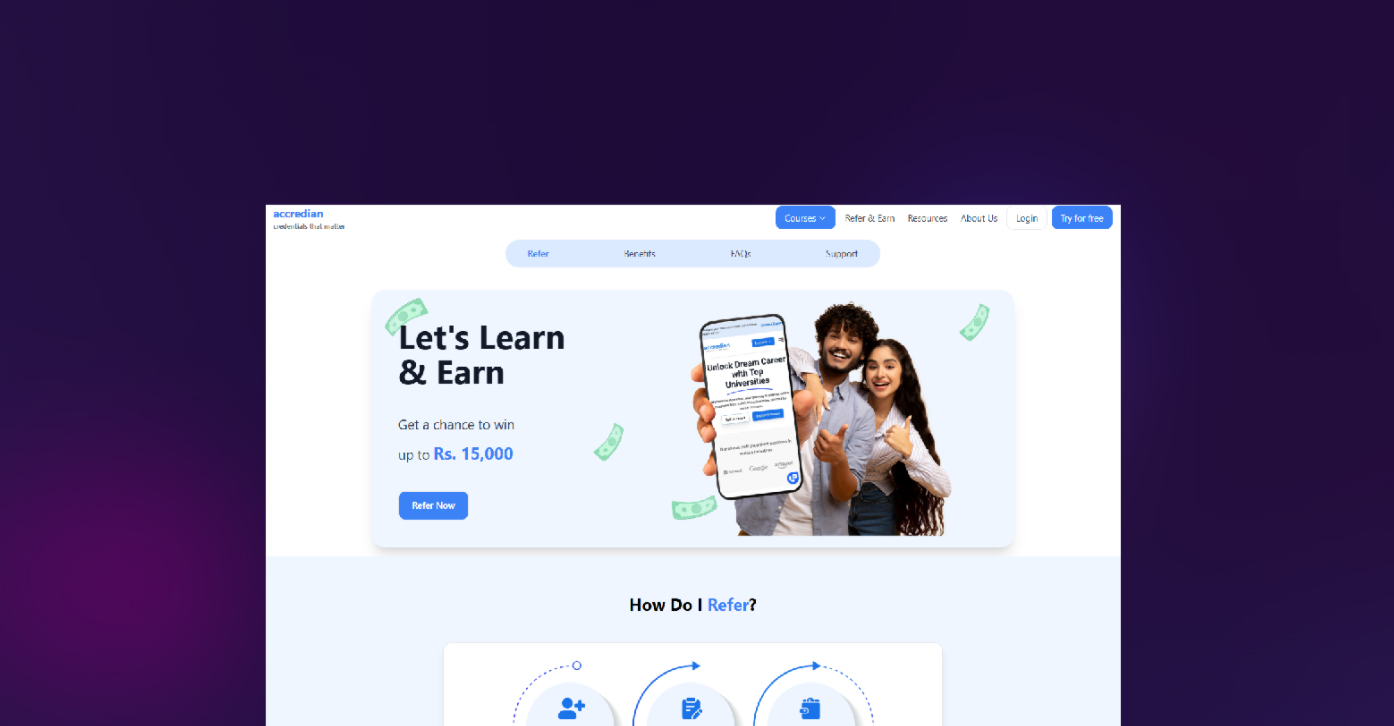 accredian
credentials that matter
Courses
Refer & Earn
Resources
About Us
Login
Try for free
Refer
Benefits
FAQs
Support
Let's Learn
& Earn
Get a chance to win
up to Rs. 15,000
Refer Now
accredian
Unlock Dream Career
with Top
Universities
Google
How Do I Refer?